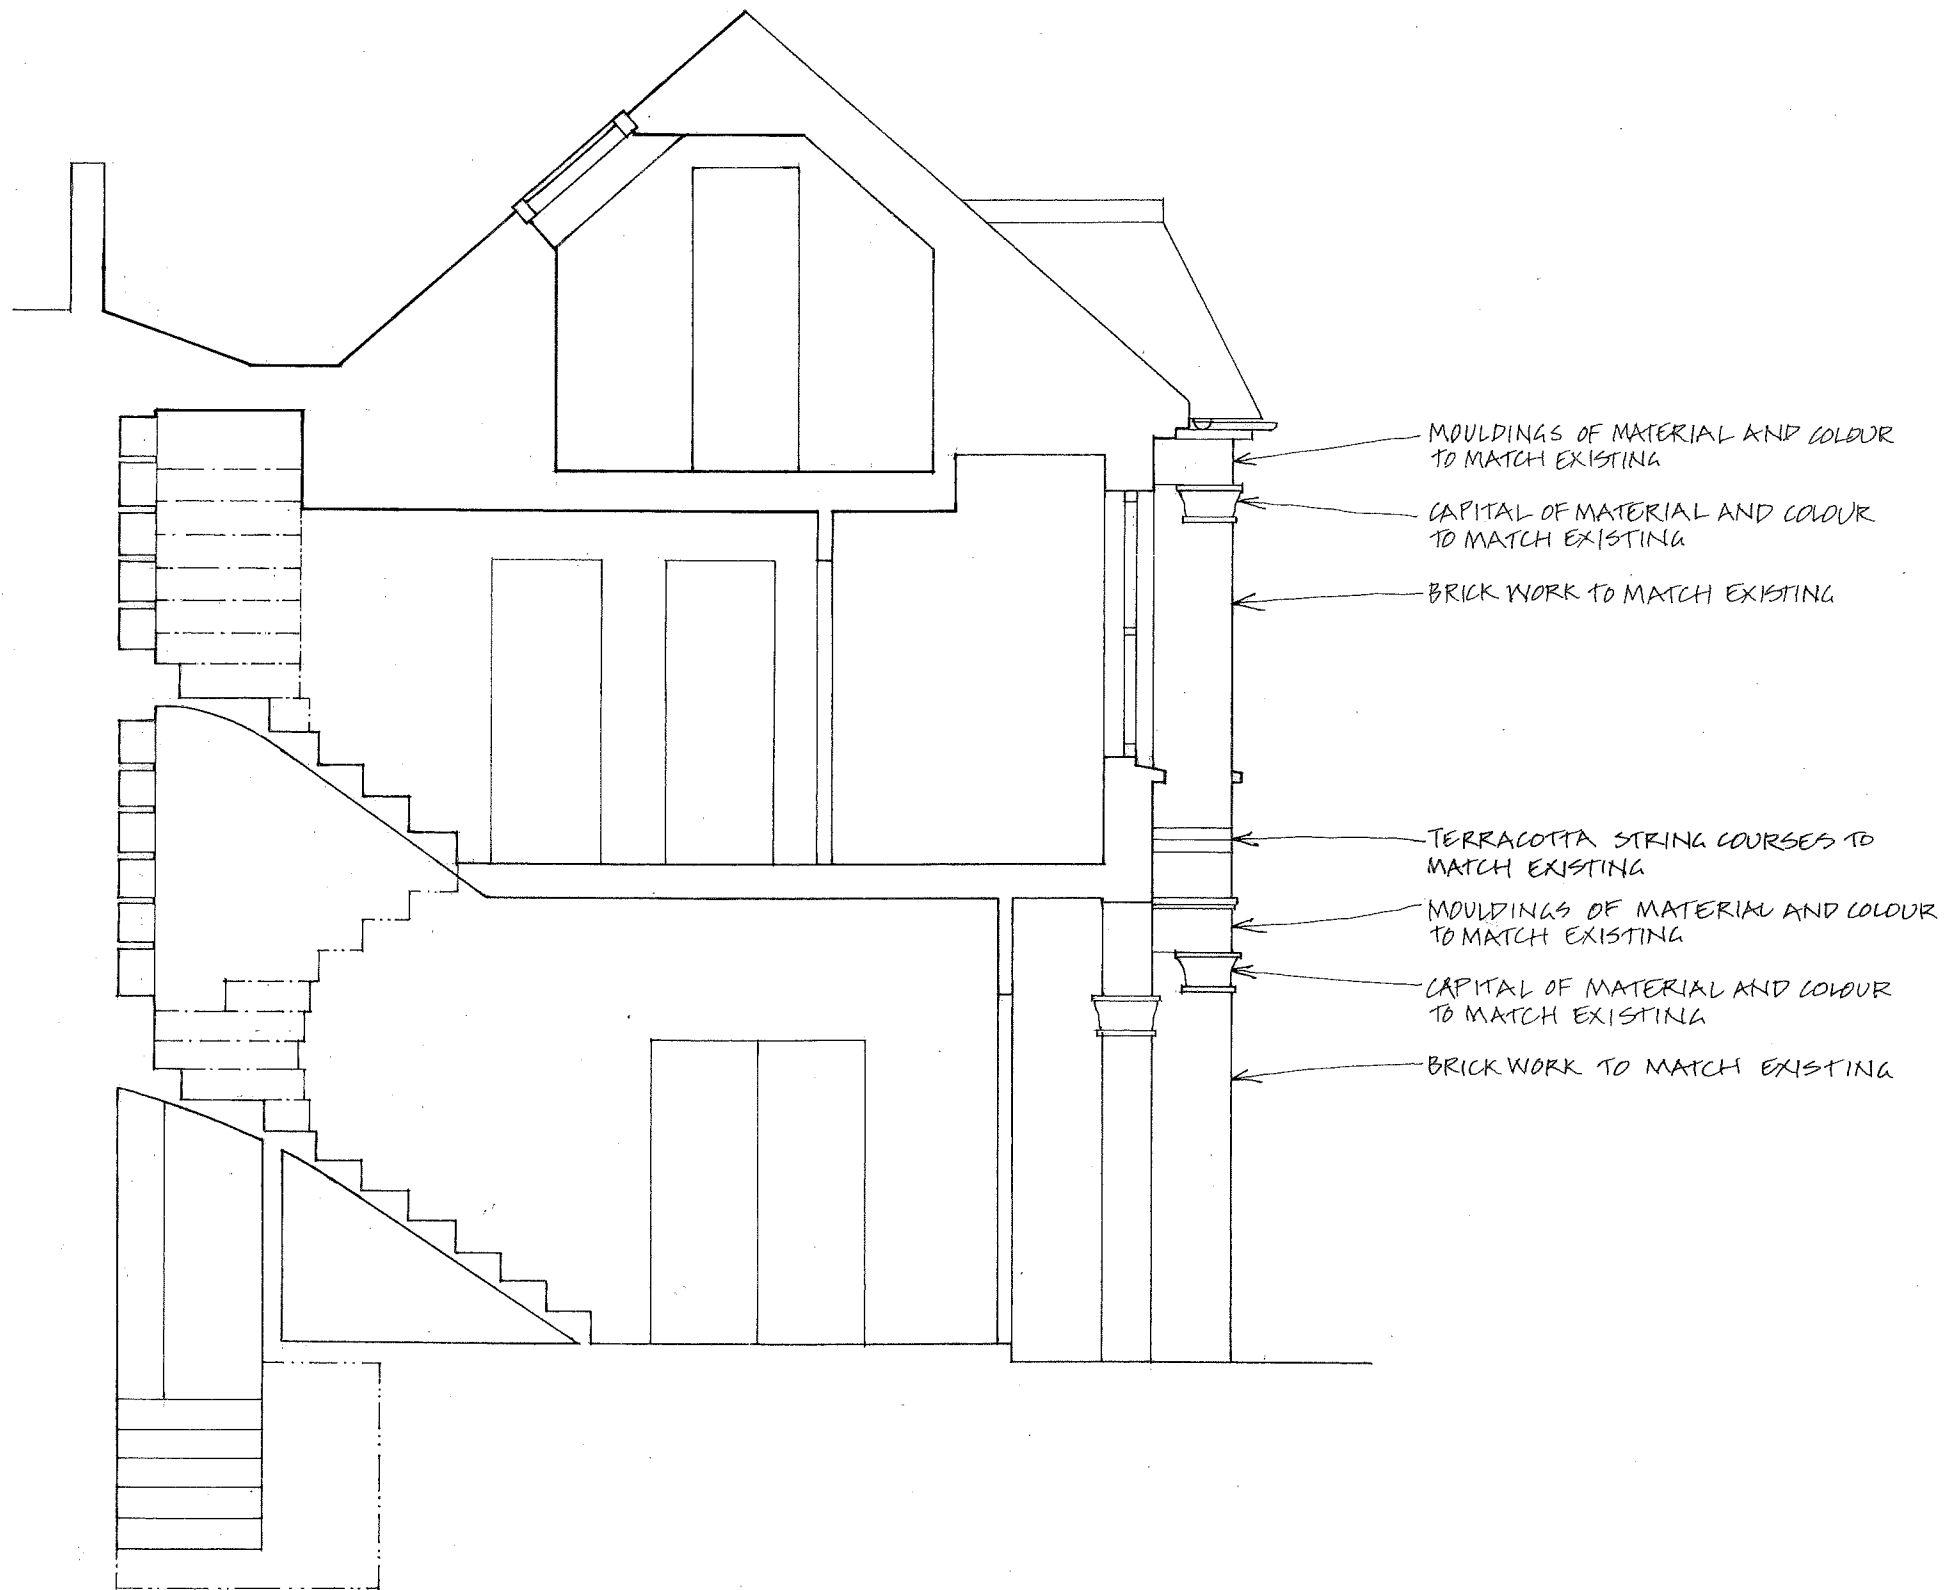 MOULDINGS OF MATERIAL AND COLOUR
TO MATCH EXISTING
CAPITAL OF MATERIAL AND COLOUR
TO MATCH EXISTING
BRICK WORK TO MATCH EXISTING
TERRACOTTA STRING COURSES TO
MATCH EXISTING
MOULDINGS OF MATERIAL AND COLOUR
TO MATCH EXISTING
CAPITAL OF MATERIAL AND COLOUR
TO MATCH EXISTING
BRICK WORK TO MATCH EXISTING